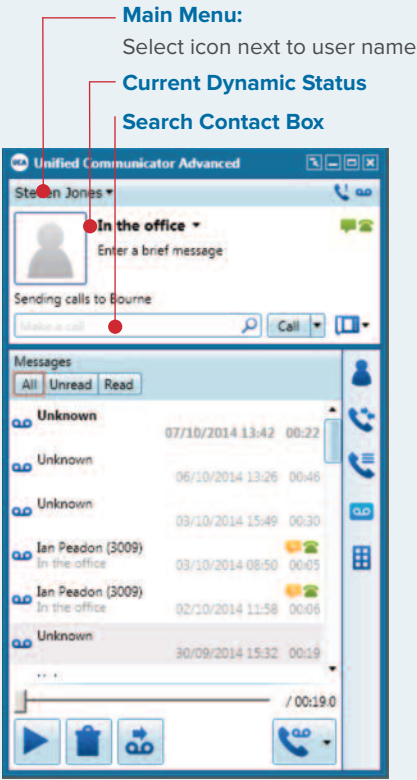 Main Menu:
Select icon next to user name
Current Dynamic Status
Search Contact Box
UCA Unified Communicator Advanced
Steven Jones
In the office
Enter a brief message
Sending calls to Bourne
Make a call
Call
Messages
All Unread Read
Unknown
07/10/2014 13:42 00:22
Unknown
06/10/2014 13:26 00:46
Unknown
03/10/2014 15:49 00:30
Ian Peadon (3009)
In the office 03/10/2014 08:50 00:05
Ian Peadon (3009)
In the office 02/10/2014 11:58 00:06
Unknown
30/09/2014 15:32 00:19
/ 00:19.0